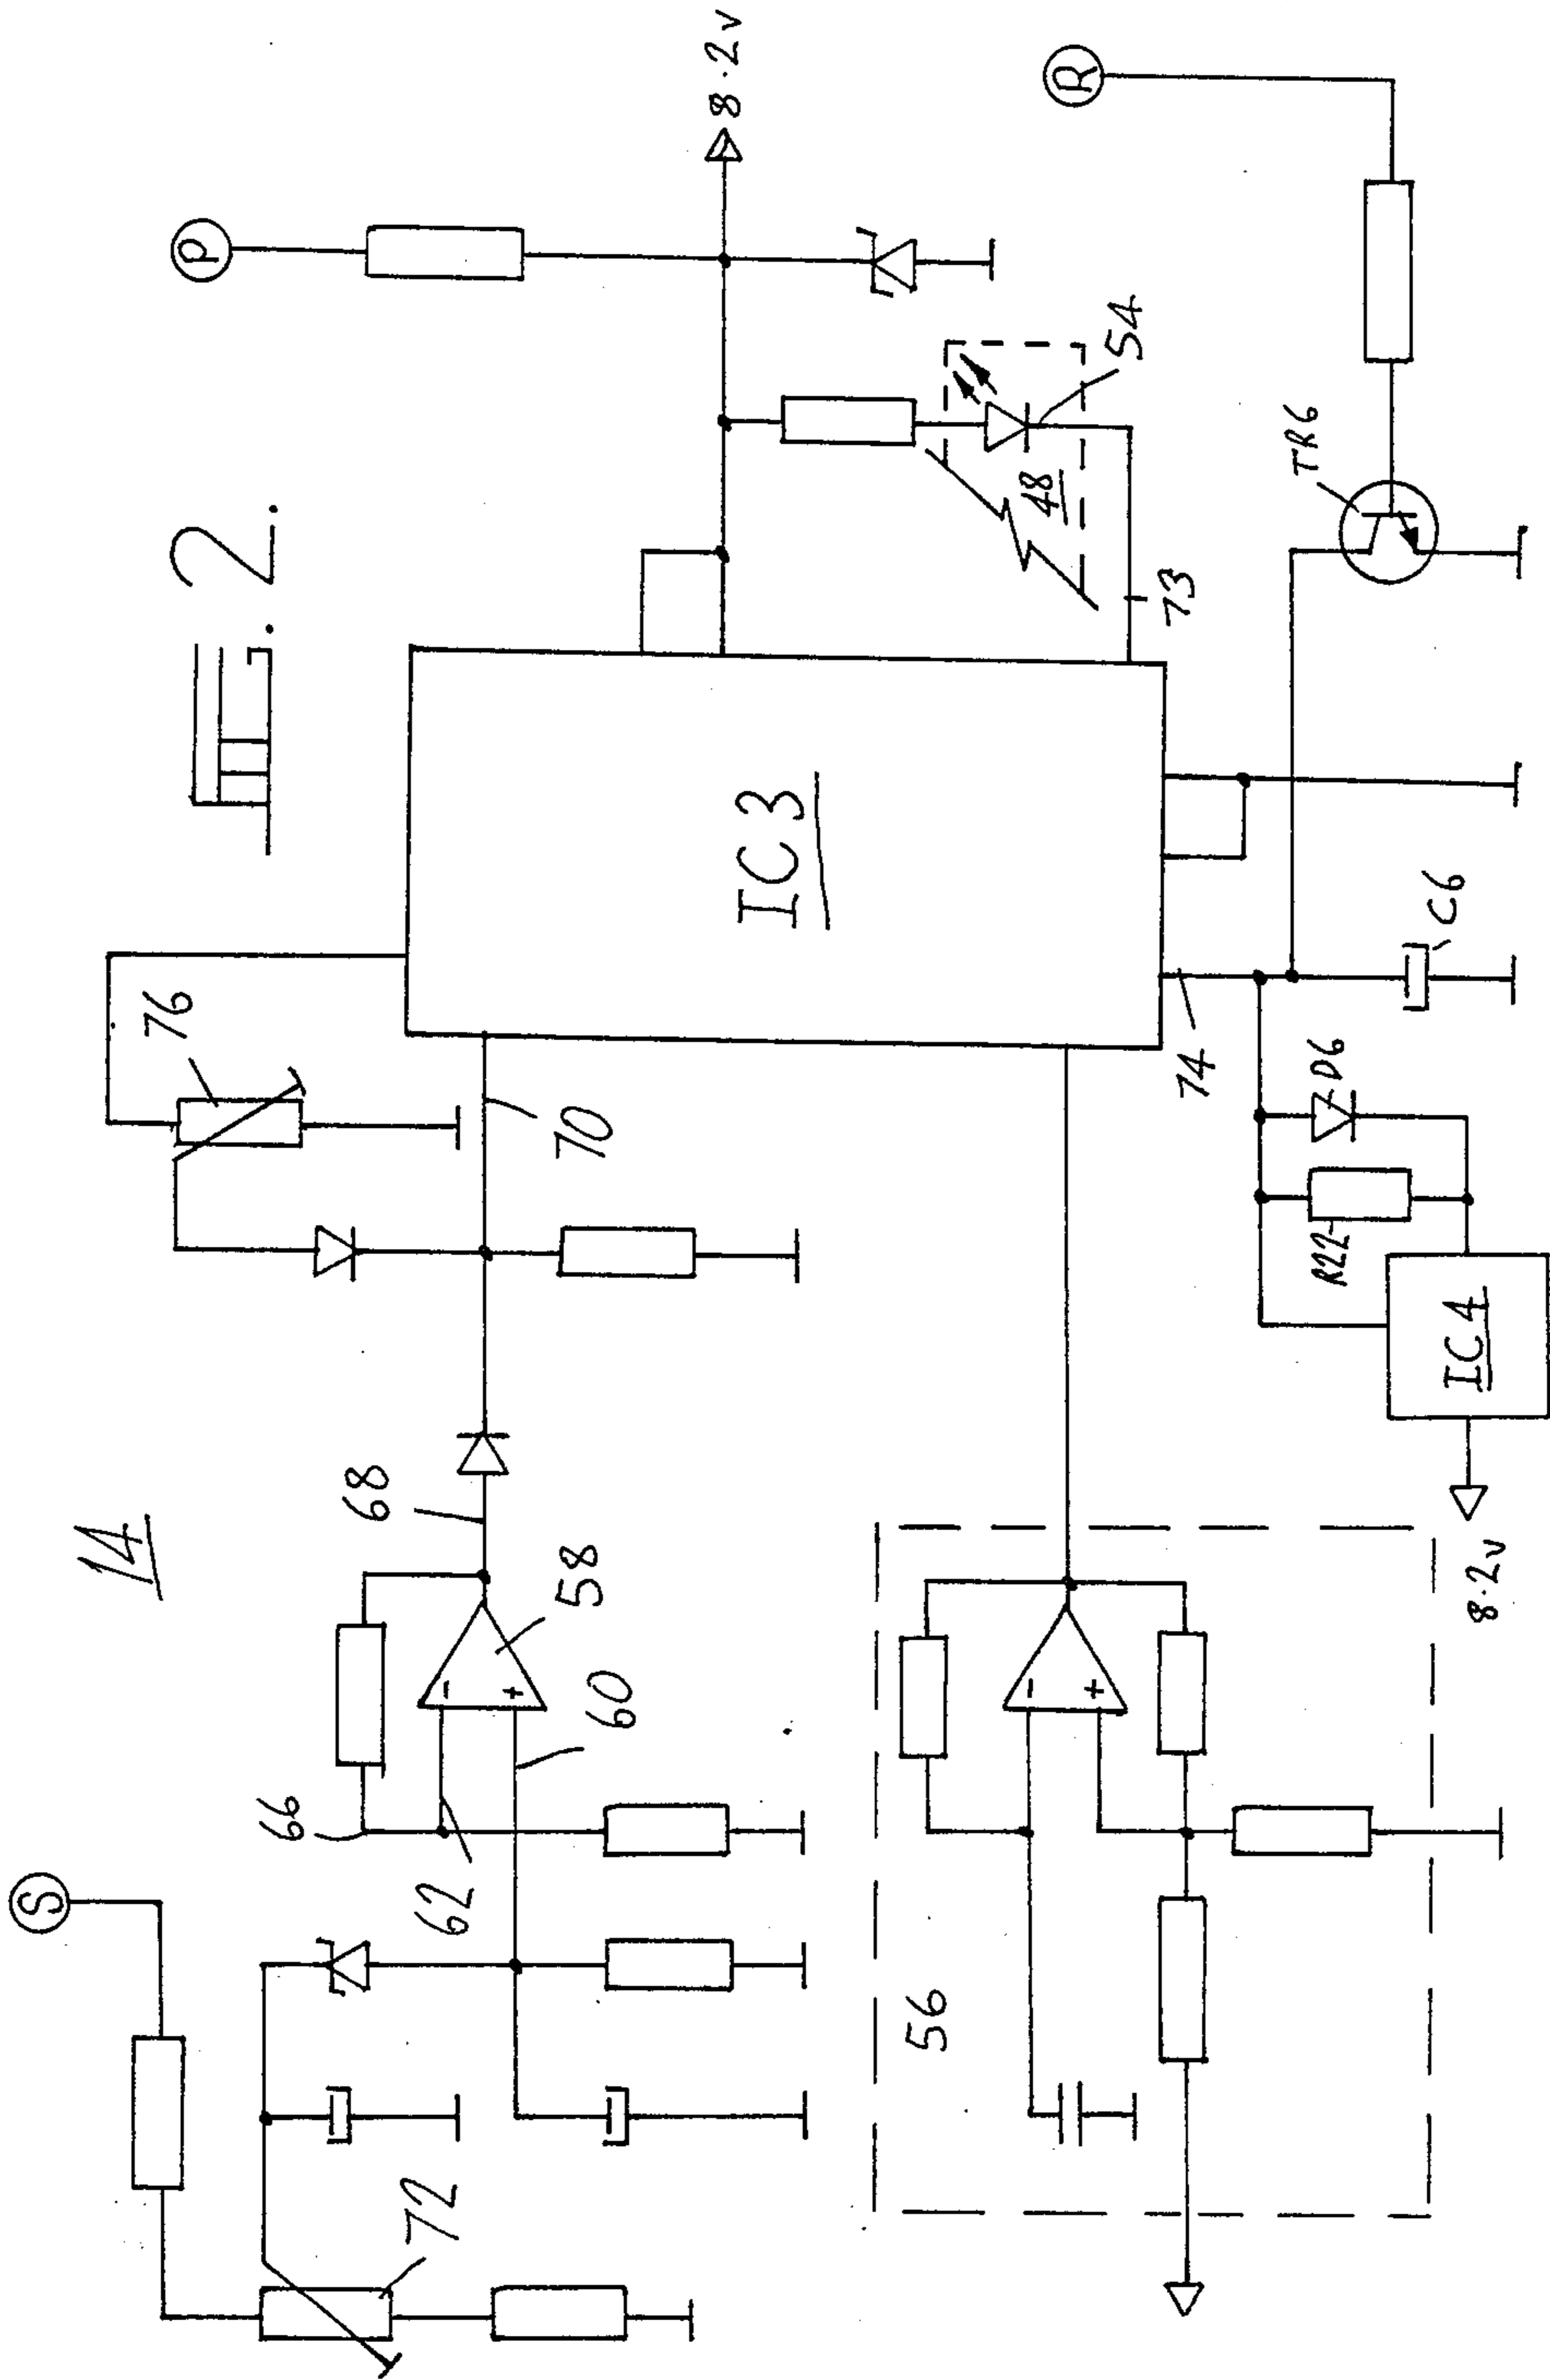 14
FIG. 2.
S
P
8.2v
R
66
62
68
58
60
76
70
72
IC3
48
54
73
56
74
R22
D6
C6
TR6
IC4
8.2v
- +
- +